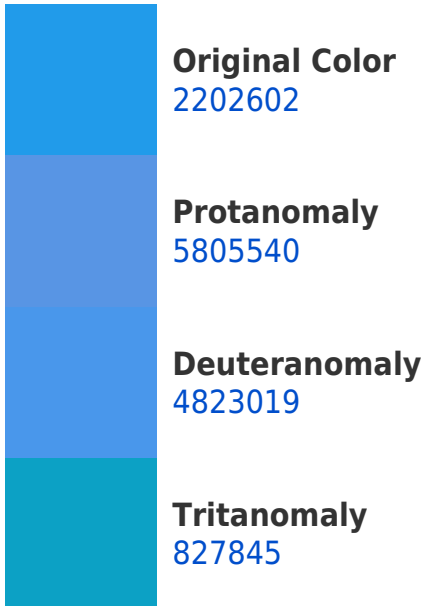 Original Color
2202602
Protanomaly
5805540
Deuteranomaly
4823019
Tritanomaly
827845